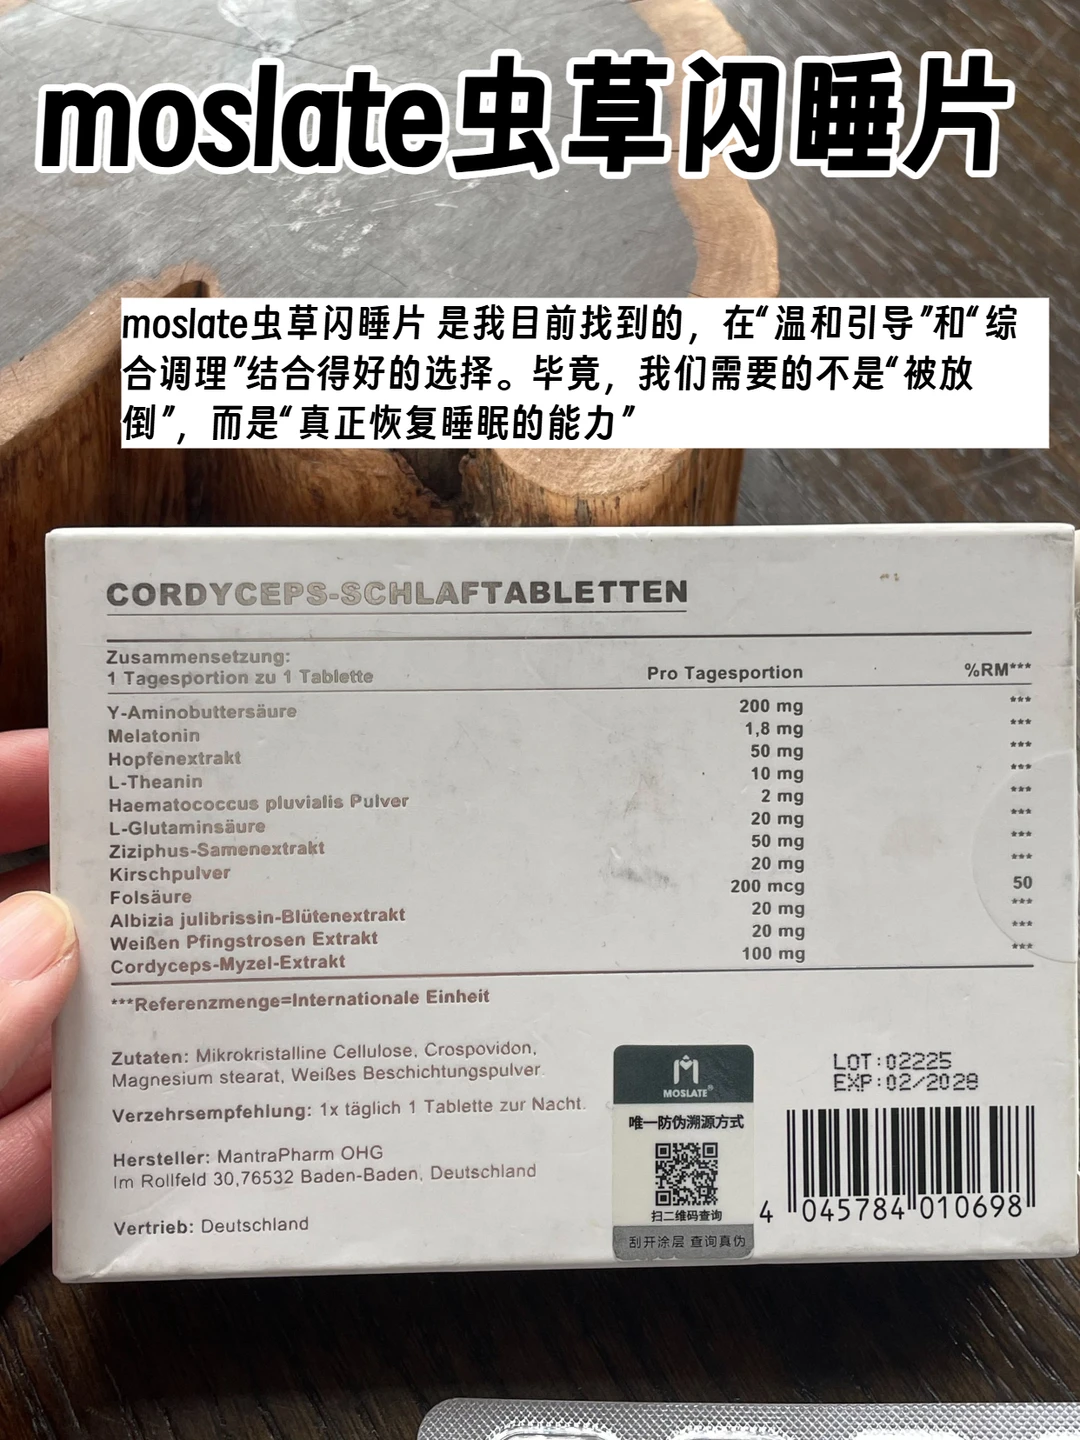 moslate虫草闪睡片
moslate虫草闪睡片 是我目前找到的，在“温和引导”和“综
合调理”结合得好的选择。毕竟，我们需要的不是“被放
倒”，而是“真正恢复睡眠的能力”
CORDYCEPS-SCHLAFTABLETTEN
Zusammensetzung:
1 Tagesportion zu 1 Tablette Pro Tagesportion %RM***
Y-Aminobuttersäure 200 mg ***
Melatonin 1,8 mg ***
Hopfenextrakt 50 mg ***
L-Theanin 10 mg ***
Haematococcus pluvialis Pulver 2 mg ***
L-Glutaminsäure 20 mg ***
Ziziphus-Samenextrakt 50 mg ***
Kirschpulver 20 mg ***
Folsäure 200 mcg 50
Albizia julibrissin-Blütenextrakt 20 mg ***
Weißen Pfingstrosen Extrakt 20 mg ***
Cordyceps-Myzel-Extrakt 100 mg ***
***Referenzmenge=Internationale Einheit
Zutaten: Mikrokristalline Cellulose, Crospovidon,
Magnesium stearat, Weißes Beschichtungspulver
Verzehrsempfehlung: 1x täglich 1 Tablette zur Nacht.
Hersteller: MantraPharm OHG
Im Rollfeld 30,76532 Baden-Baden, Deutschland
Vertrieb: Deutschland
MOSLATE®
唯一防伪溯源方式
扫二维码查询
刮开涂层 查询真伪
LOT:02225
EXP:02/2028
4 045784 010698